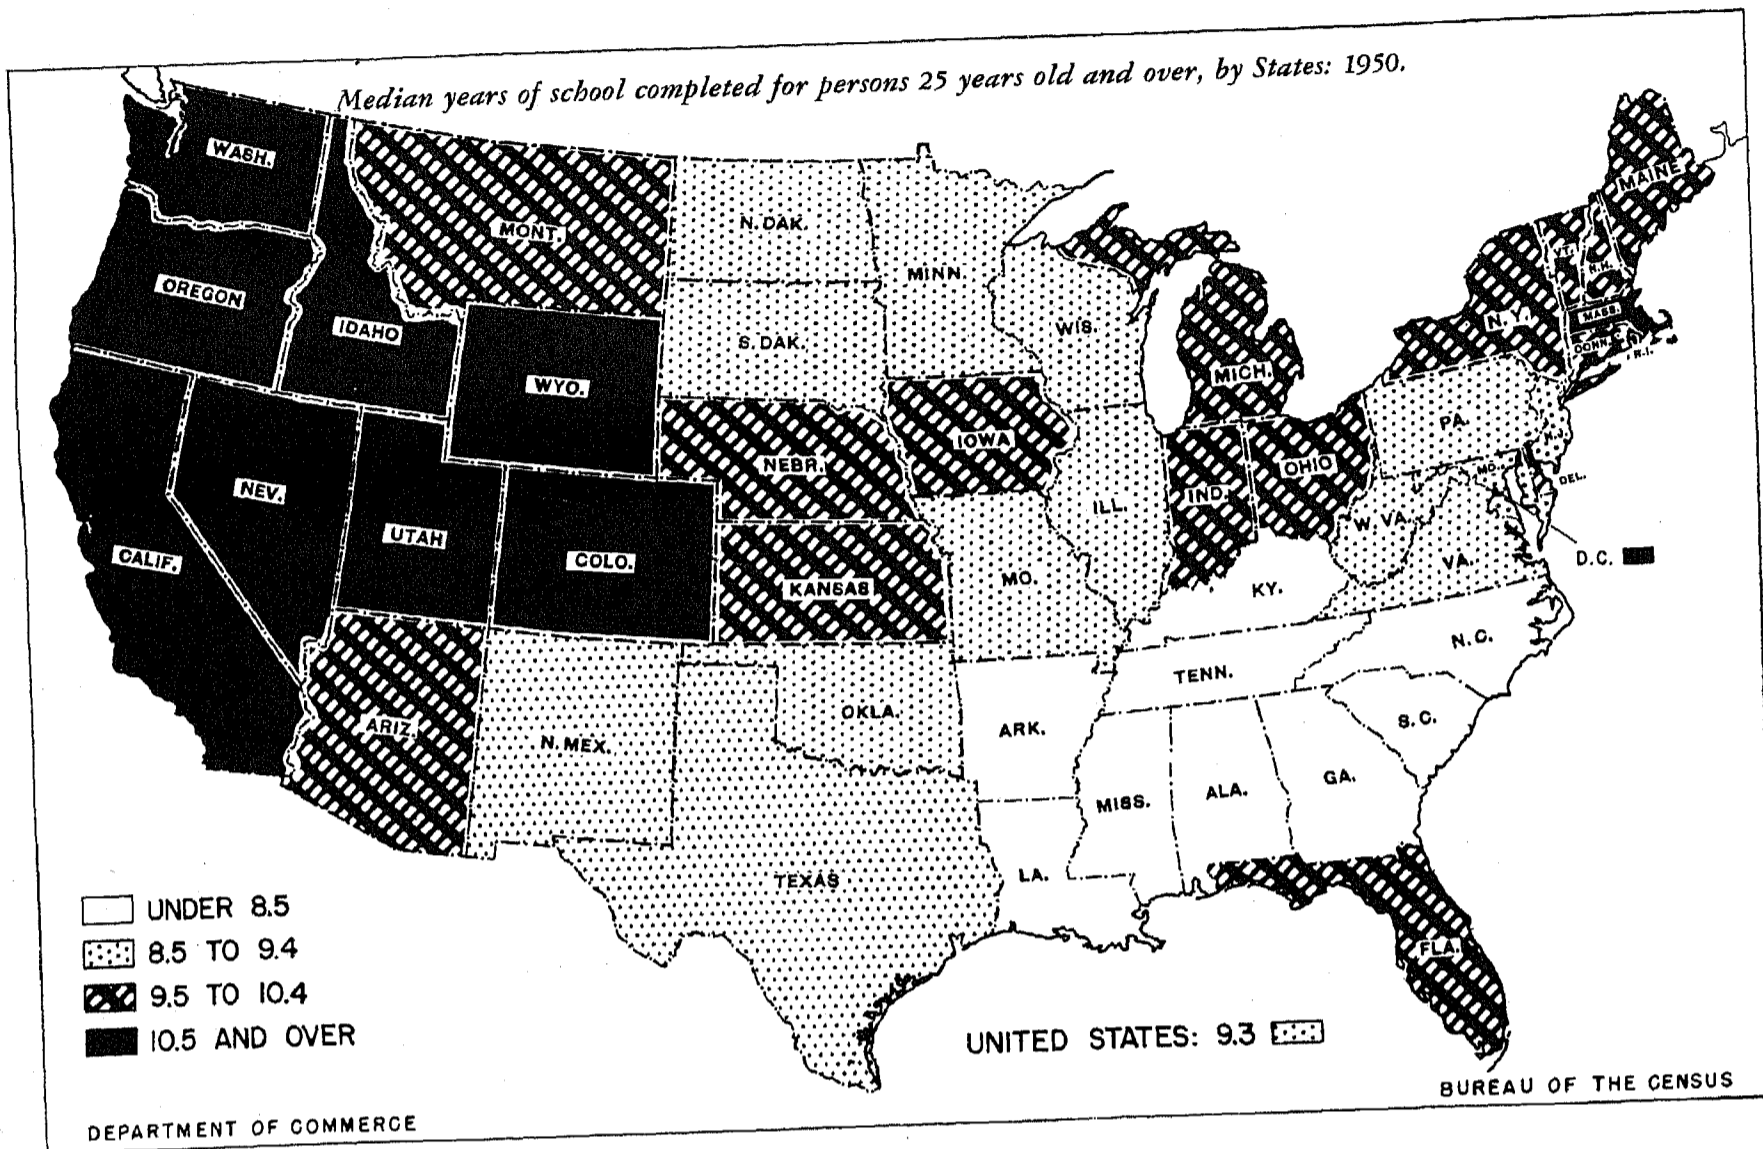 Median years of school completed for persons 25 years old and over, by States: 1950.
WASH.
OREGON
IDAHO
MONT.
WYO.
CALIF.
NEV.
UTAH
COLO.
ARIZ.
N. MEX.
N. DAK.
S. DAK.
NEBR.
KANSAS
OKLA.
TEXAS
MINN.
IOWA
MO.
ARK.
LA.
WIS.
ILL.
MICH.
IND.
OHIO
KY.
TENN.
MISS.
ALA.
GA.
FLA.
S. C.
N. C.
VA.
W. VA.
PA.
N. Y.
MAINE
VT.
N.H.
MASS.
CONN.
R.I.
N.J.
DEL.
MD.
D.C.
UNDER 8.5
8.5 TO 9.4
9.5 TO 10.4
10.5 AND OVER
UNITED STATES: 9.3
DEPARTMENT OF COMMERCE
BUREAU OF THE CENSUS